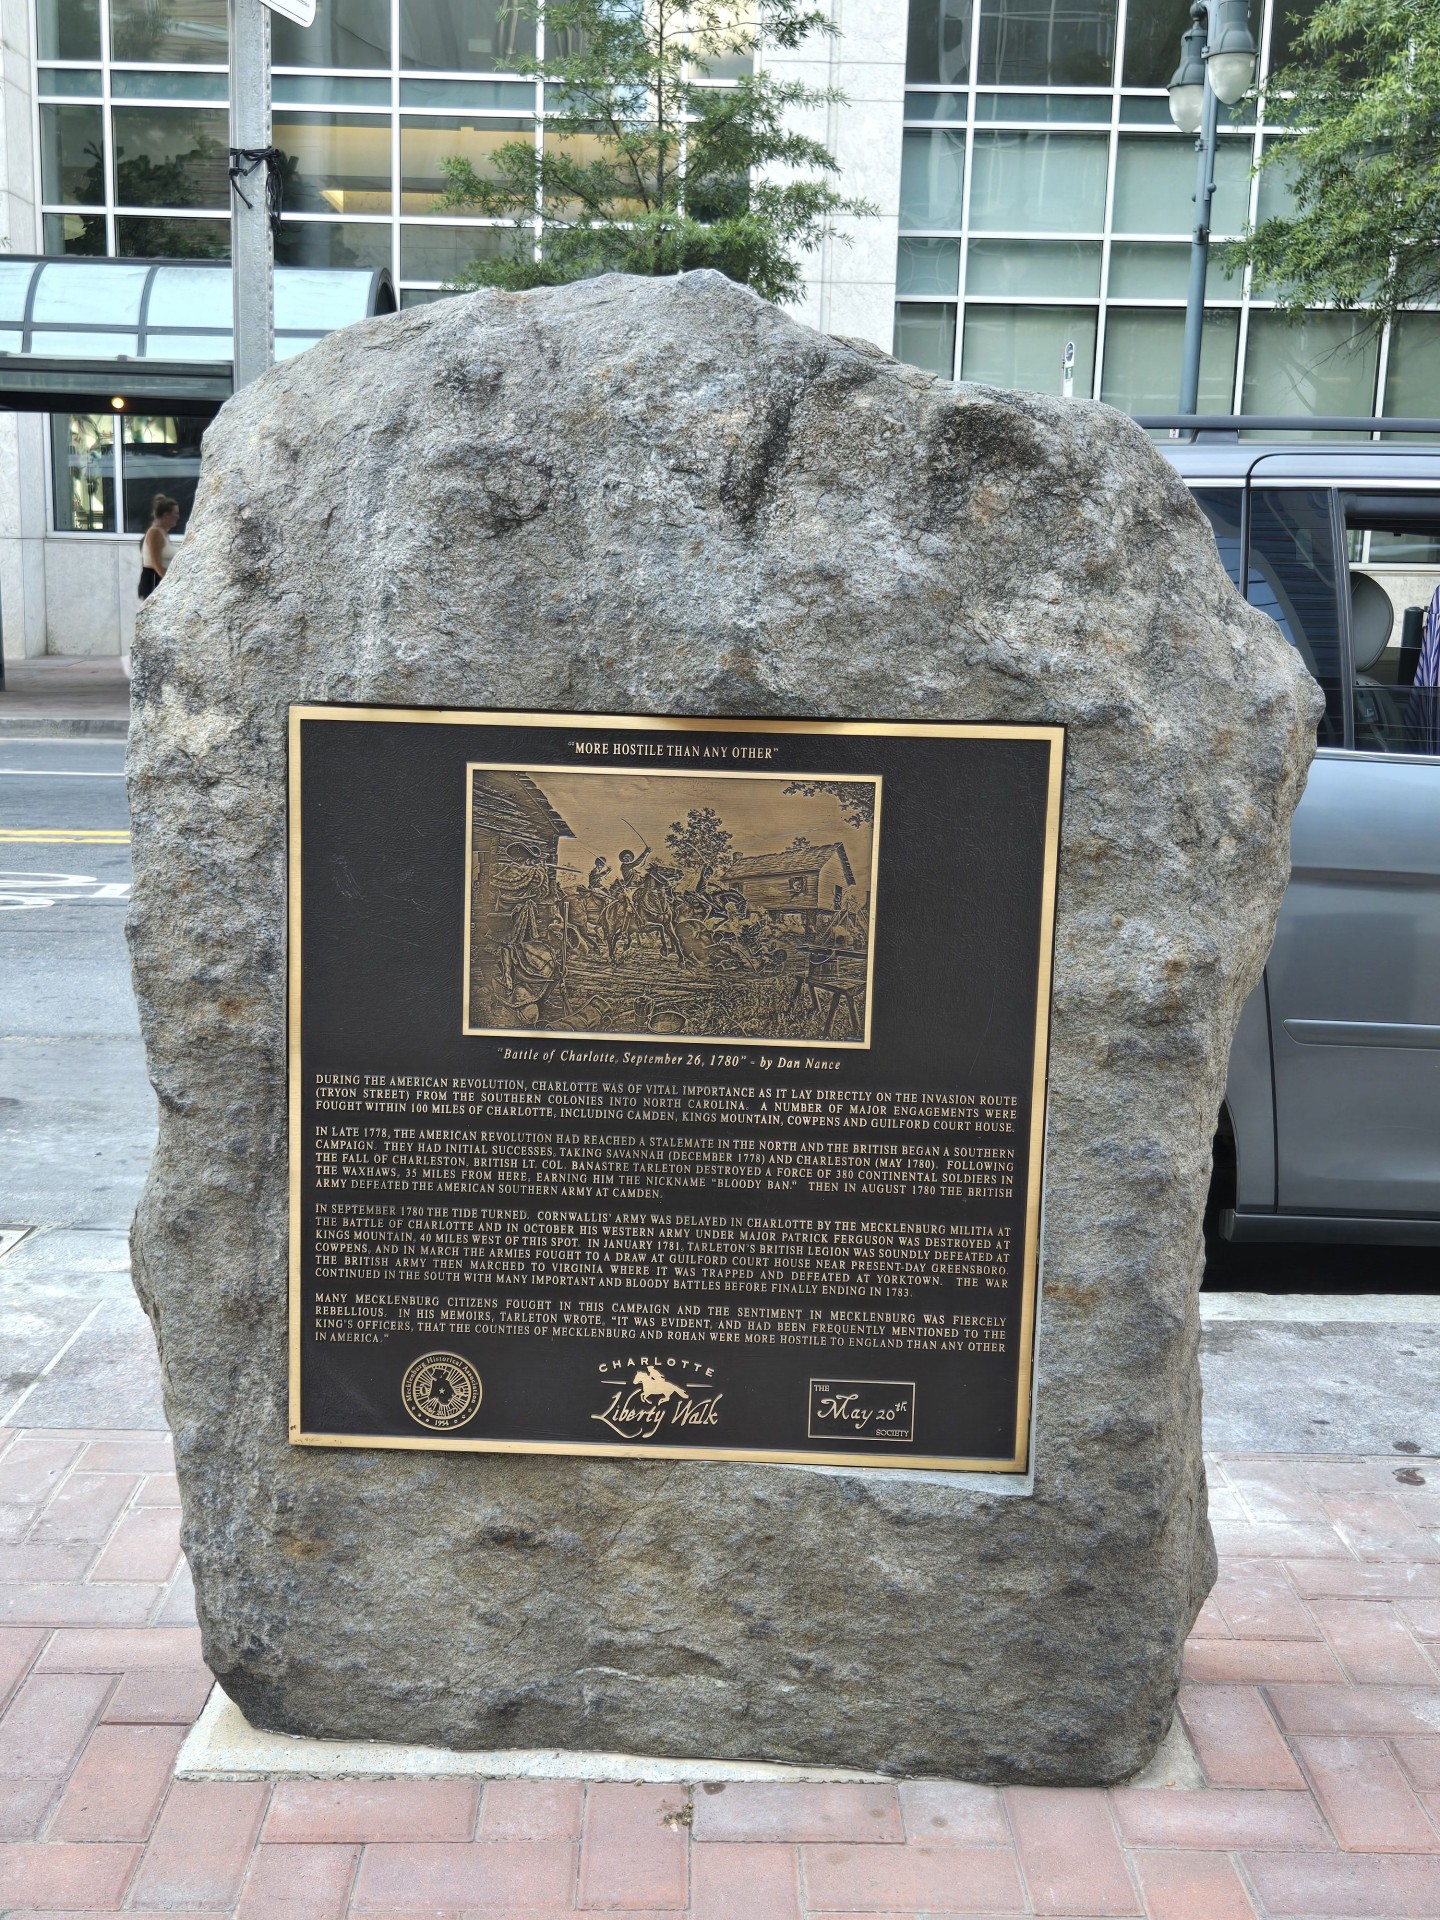 "MORE HOSTILE THAN ANY OTHER"
"Battle of Charlotte, September 26, 1780" - by Dan Nance
DURING THE AMERICAN REVOLUTION, CHARLOTTE WAS OF VITAL IMPORTANCE AS IT LAY DIRECTLY ON THE INVASION ROUTE
(TRYON STREET) FROM THE SOUTHERN COLONIES INTO NORTH CAROLINA. A NUMBER OF MAJOR ENGAGEMENTS WERE
FOUGHT WITHIN 100 MILES OF CHARLOTTE, INCLUDING CAMDEN, KINGS MOUNTAIN, COWPENS AND GUILFORD COURT HOUSE.
IN LATE 1778, THE AMERICAN REVOLUTION HAD REACHED A STALEMATE IN THE NORTH AND THE BRITISH BEGAN A SOUTHERN
CAMPAIGN. THEY HAD INITIAL SUCCESSES, TAKING SAVANNAH (DECEMBER 1778) AND CHARLESTON (MAY 1780). FOLLOWING
THE FALL OF CHARLESTON, BRITISH LT. COL. BANASTRE TARLETON DESTROYED A FORCE OF 380 CONTINENTAL SOLDIERS IN
THE WAXHAWS, 35 MILES FROM HERE, EARNING HIM THE NICKNAME "BLOODY BAN." THEN IN AUGUST 1780 THE BRITISH
ARMY DEFEATED THE AMERICAN SOUTHERN ARMY AT CAMDEN.
IN SEPTEMBER 1780 THE TIDE TURNED. CORNWALLIS' ARMY WAS DELAYED IN CHARLOTTE BY THE MECKLENBURG MILITIA AT
THE BATTLE OF CHARLOTTE AND IN OCTOBER HIS WESTERN ARMY UNDER MAJOR PATRICK FERGUSON WAS DESTROYED AT
KINGS MOUNTAIN, 40 MILES WEST OF THIS SPOT. IN JANUARY 1781, TARLETON'S BRITISH LEGION WAS SOUNDLY DEFEATED AT
COWPENS, AND IN MARCH THE ARMIES FOUGHT TO A DRAW AT GUILFORD COURT HOUSE NEAR PRESENT-DAY GREENSBORO.
THE BRITISH ARMY THEN MARCHED TO VIRGINIA WHERE IT WAS TRAPPED AND DEFEATED AT YORKTOWN. THE WAR
CONTINUED IN THE SOUTH WITH MANY IMPORTANT AND BLOODY BATTLES BEFORE FINALLY ENDING IN 1783.
MANY MECKLENBURG CITIZENS FOUGHT IN THIS CAMPAIGN AND THE SENTIMENT IN MECKLENBURG WAS FIERCELY
REBELLIOUS. IN HIS MEMOIRS, TARLETON WROTE, "IT WAS EVIDENT, AND HAD BEEN FREQUENTLY MENTIONED TO THE
KING'S OFFICERS, THAT THE COUNTIES OF MECKLENBURG AND ROHAN WERE MORE HOSTILE TO ENGLAND THAN ANY OTHER
IN AMERICA."
Mecklenburg Historical Association
1954
CHARLOTTE
Liberty Walk
THE
May 20th
SOCIETY